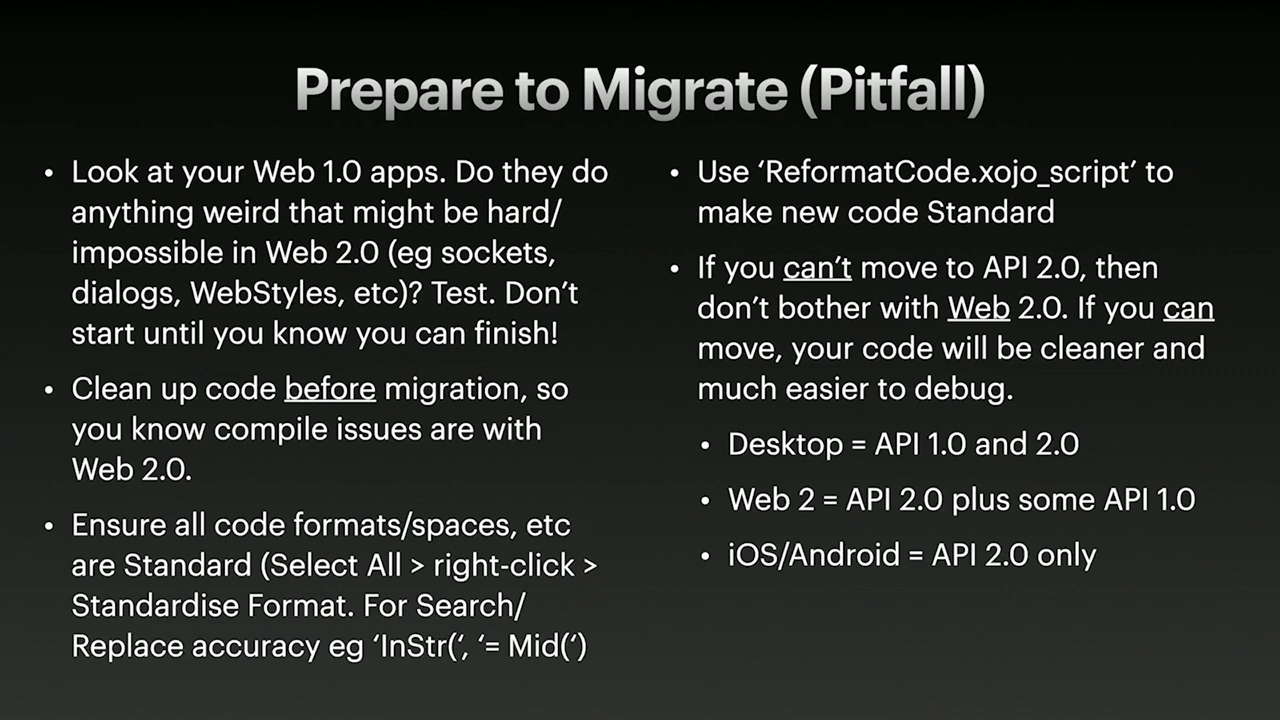 Prepare to Migrate (Pitfall)
• Look at your Web 1.0 apps. Do they do
anything weird that might be hard/
impossible in Web 2.0 (eg sockets,
dialogs, WebStyles, etc)? Test. Don’t
start until you know you can finish!
• Clean up code before migration, so
you know compile issues are with
Web 2.0.
• Ensure all code formats/spaces, etc
are Standard (Select All > right-click >
Standardise Format. For Search/
Replace accuracy eg ‘InStr(‘, ‘= Mid(‘)
• Use ‘ReformatCode.xojo_script’ to
make new code Standard
• If you can’t move to API 2.0, then
don’t bother with Web 2.0. If you can
move, your code will be cleaner and
much easier to debug.
• Desktop = API 1.0 and 2.0
• Web 2 = API 2.0 plus some API 1.0
• iOS/Android = API 2.0 only